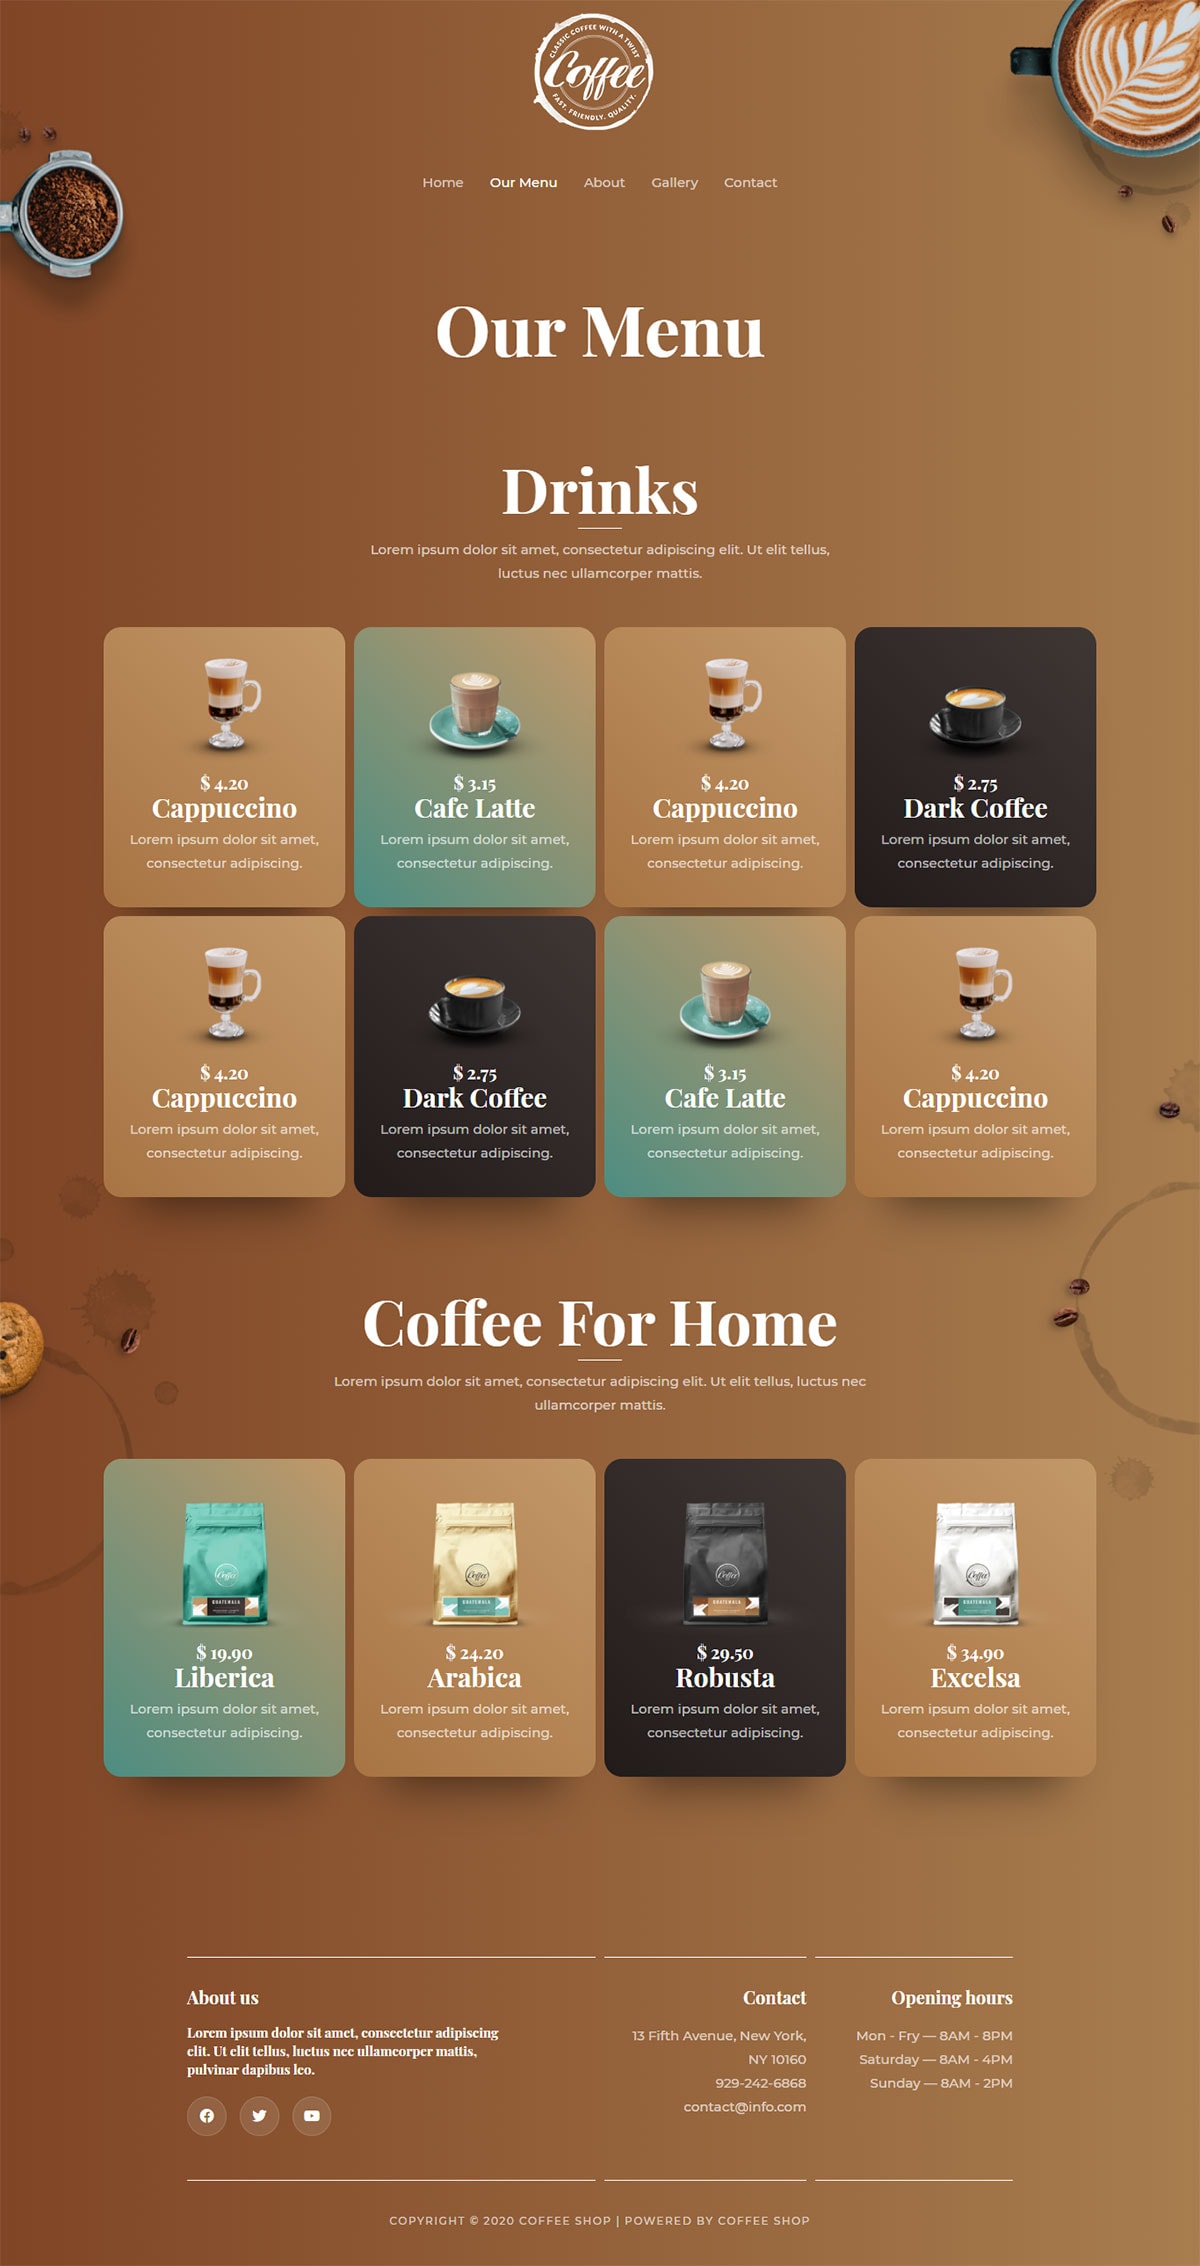 CLASSIC COFFEE WITH A TWIST
Coffee
FAST. FRIENDLY. QUALITY.
Home Our Menu About Gallery Contact
Our Menu
Drinks
Lorem ipsum dolor sit amet, consectetur adipiscing elit. Ut elit tellus,
luctus nec ullamcorper mattis.
$ 4.20
Cappuccino
Lorem ipsum dolor sit amet,
consectetur adipiscing.
$ 3.15
Cafe Latte
Lorem ipsum dolor sit amet,
consectetur adipiscing.
$ 4.20
Cappuccino
Lorem ipsum dolor sit amet,
consectetur adipiscing.
$ 2.75
Dark Coffee
Lorem ipsum dolor sit amet,
consectetur adipiscing.
$ 4.20
Cappuccino
Lorem ipsum dolor sit amet,
consectetur adipiscing.
$ 2.75
Dark Coffee
Lorem ipsum dolor sit amet,
consectetur adipiscing.
$ 3.15
Cafe Latte
Lorem ipsum dolor sit amet,
consectetur adipiscing.
$ 4.20
Cappuccino
Lorem ipsum dolor sit amet,
consectetur adipiscing.
Coffee For Home
Lorem ipsum dolor sit amet, consectetur adipiscing elit. Ut elit tellus, luctus nec
ullamcorper mattis.
Coffee
GUATEMALA
$ 19.90
Liberica
Lorem ipsum dolor sit amet,
consectetur adipiscing.
Coffee
GUATEMALA
$ 24.20
Arabica
Lorem ipsum dolor sit amet,
consectetur adipiscing.
Coffee
GUATEMALA
$ 29.50
Robusta
Lorem ipsum dolor sit amet,
consectetur adipiscing.
Coffee
GUATEMALA
$ 34.90
Excelsa
Lorem ipsum dolor sit amet,
consectetur adipiscing.
About us
Lorem ipsum dolor sit amet, consectetur adipiscing
elit. Ut elit tellus, luctus nec ullamcorper mattis,
pulvinar dapibus leo.
Contact
13 Fifth Avenue, New York,
NY 10160
929-242-6868
contact@info.com
Opening hours
Mon - Fry — 8AM - 8PM
Saturday — 8AM - 4PM
Sunday — 8AM - 2PM
COPYRIGHT © 2020 COFFEE SHOP | POWERED BY COFFEE SHOP